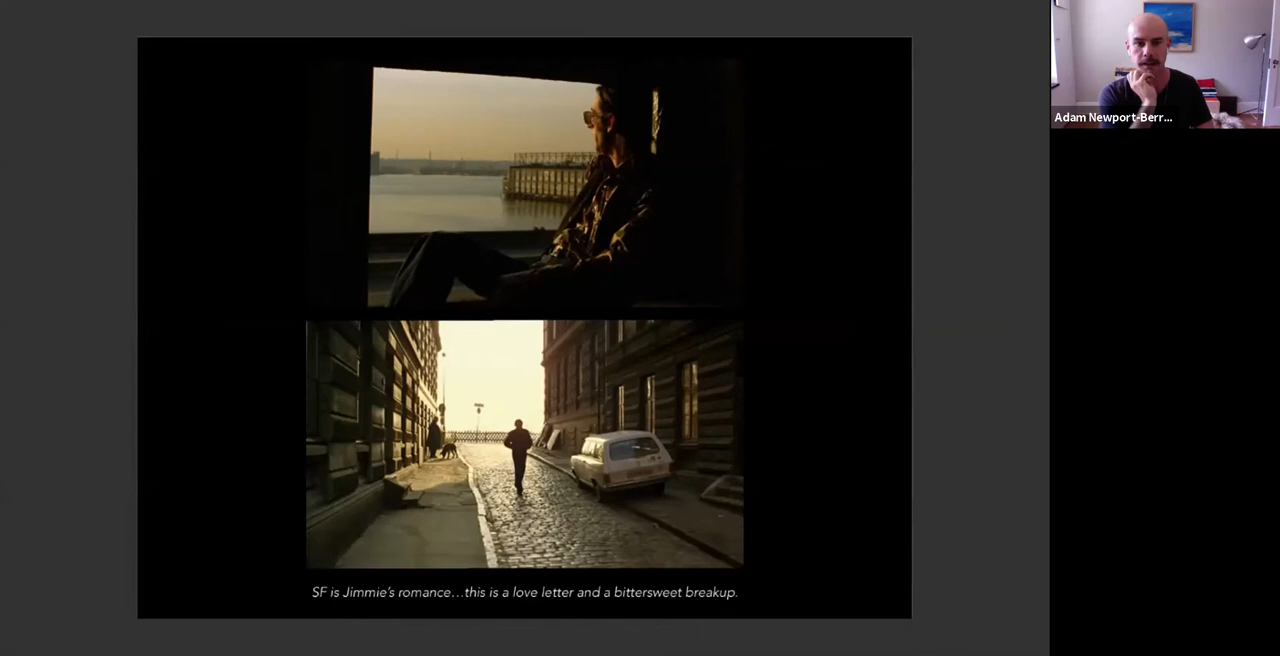 Adam Newport-Berr...
SF is Jimmie's romance...this is a love letter and a bittersweet breakup.